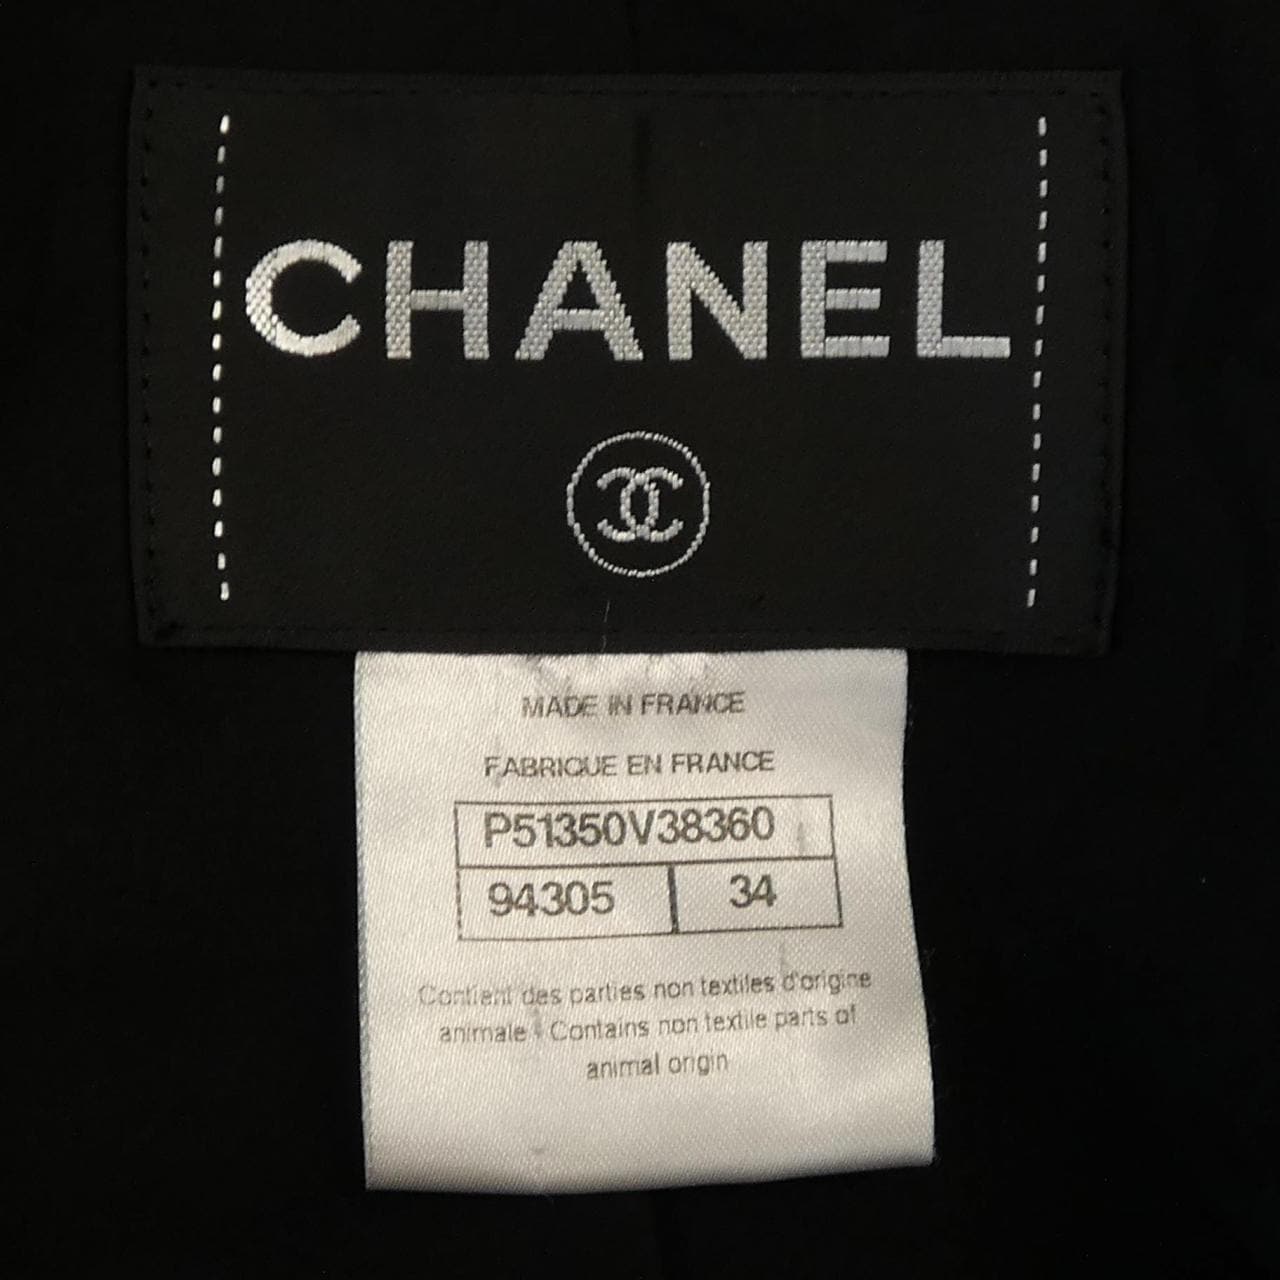 CHANEL
MADE IN FRANCE
FABRIQUE EN FRANCE
P51350V38360
94305 34
Contient des parties non textiles d'origine
animale - Contains non textile parts of
animal origin